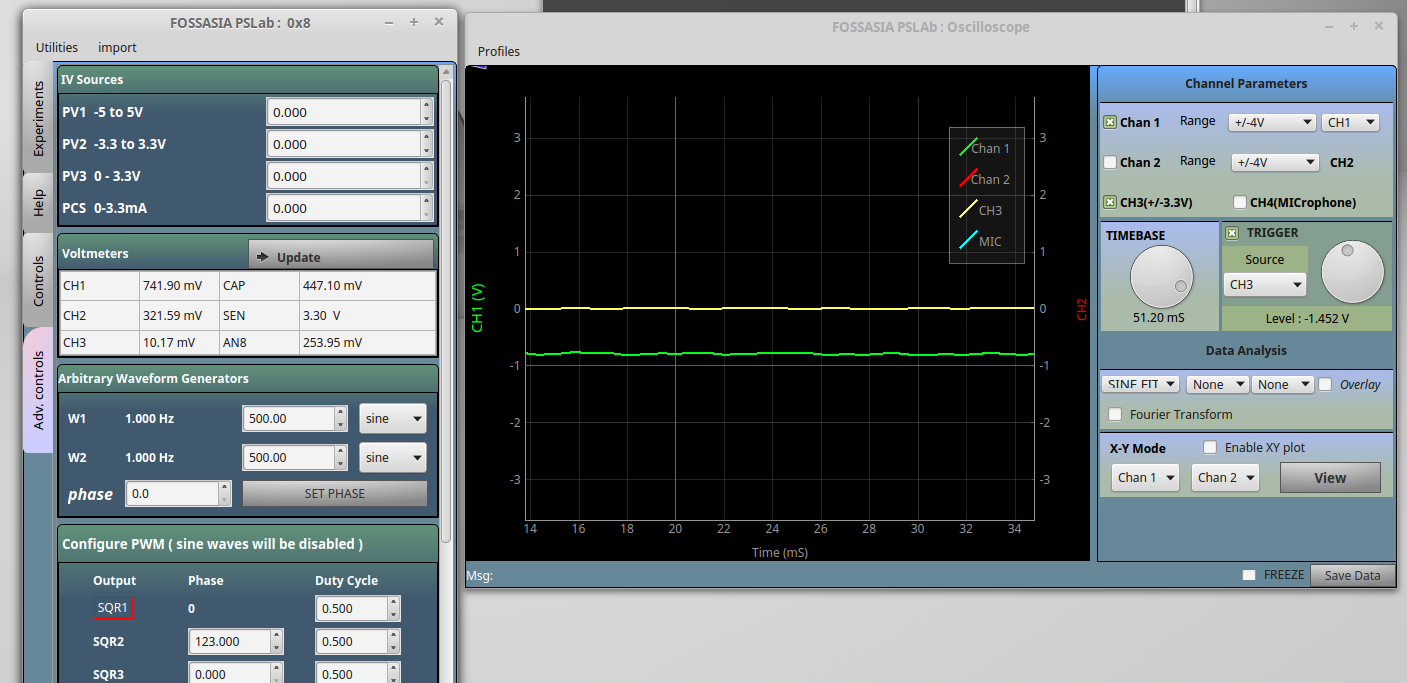 FOSSASIA PSLab : 0x8
Utilities import
Experiments
Help
Controls
Adv. controls
IV Sources
PV1 -5 to 5V 0.000
PV2 -3.3 to 3.3V 0.000
PV3 0 - 3.3V 0.000
PCS 0-3.3mA 0.000
Voltmeters Update
CH1 741.90 mV CAP 447.10 mV
CH2 321.59 mV SEN 3.30 V
CH3 10.17 mV AN8 253.95 mV
Arbitrary Waveform Generators
W1 1.000 Hz 500.00 sine
W2 1.000 Hz 500.00 sine
phase 0.0 SET PHASE
Configure PWM ( sine waves will be disabled )
Output Phase Duty Cycle
SQR1 0 0.500
SQR2 123.000 0.500
SQR3 0.000 0.500
FOSSASIA PSLAb : Oscilloscope
Profiles
CH1 (V)
3
2
1
0
-1
-2
-3
Chan 1
Chan 2
CH3
MIC
3
2
1
0
-1
-2
-3
CH2
14 16 18 20 22 24 26 28 30 32 34
Time (mS)
Channel Parameters
Chan 1 Range +/-4V CH1
Chan 2 Range +/-4V CH2
CH3(+/-3.3V) CH4(MICrophone)
TIMEBASE
51.20 mS
TRIGGER
Source
CH3
Level : -1.452 V
Data Analysis
SINE FIT None None Overlay
Fourier Transform
X-Y Mode Enable XY plot
Chan 1 Chan 2 View
Msg: FREEZE Save Data